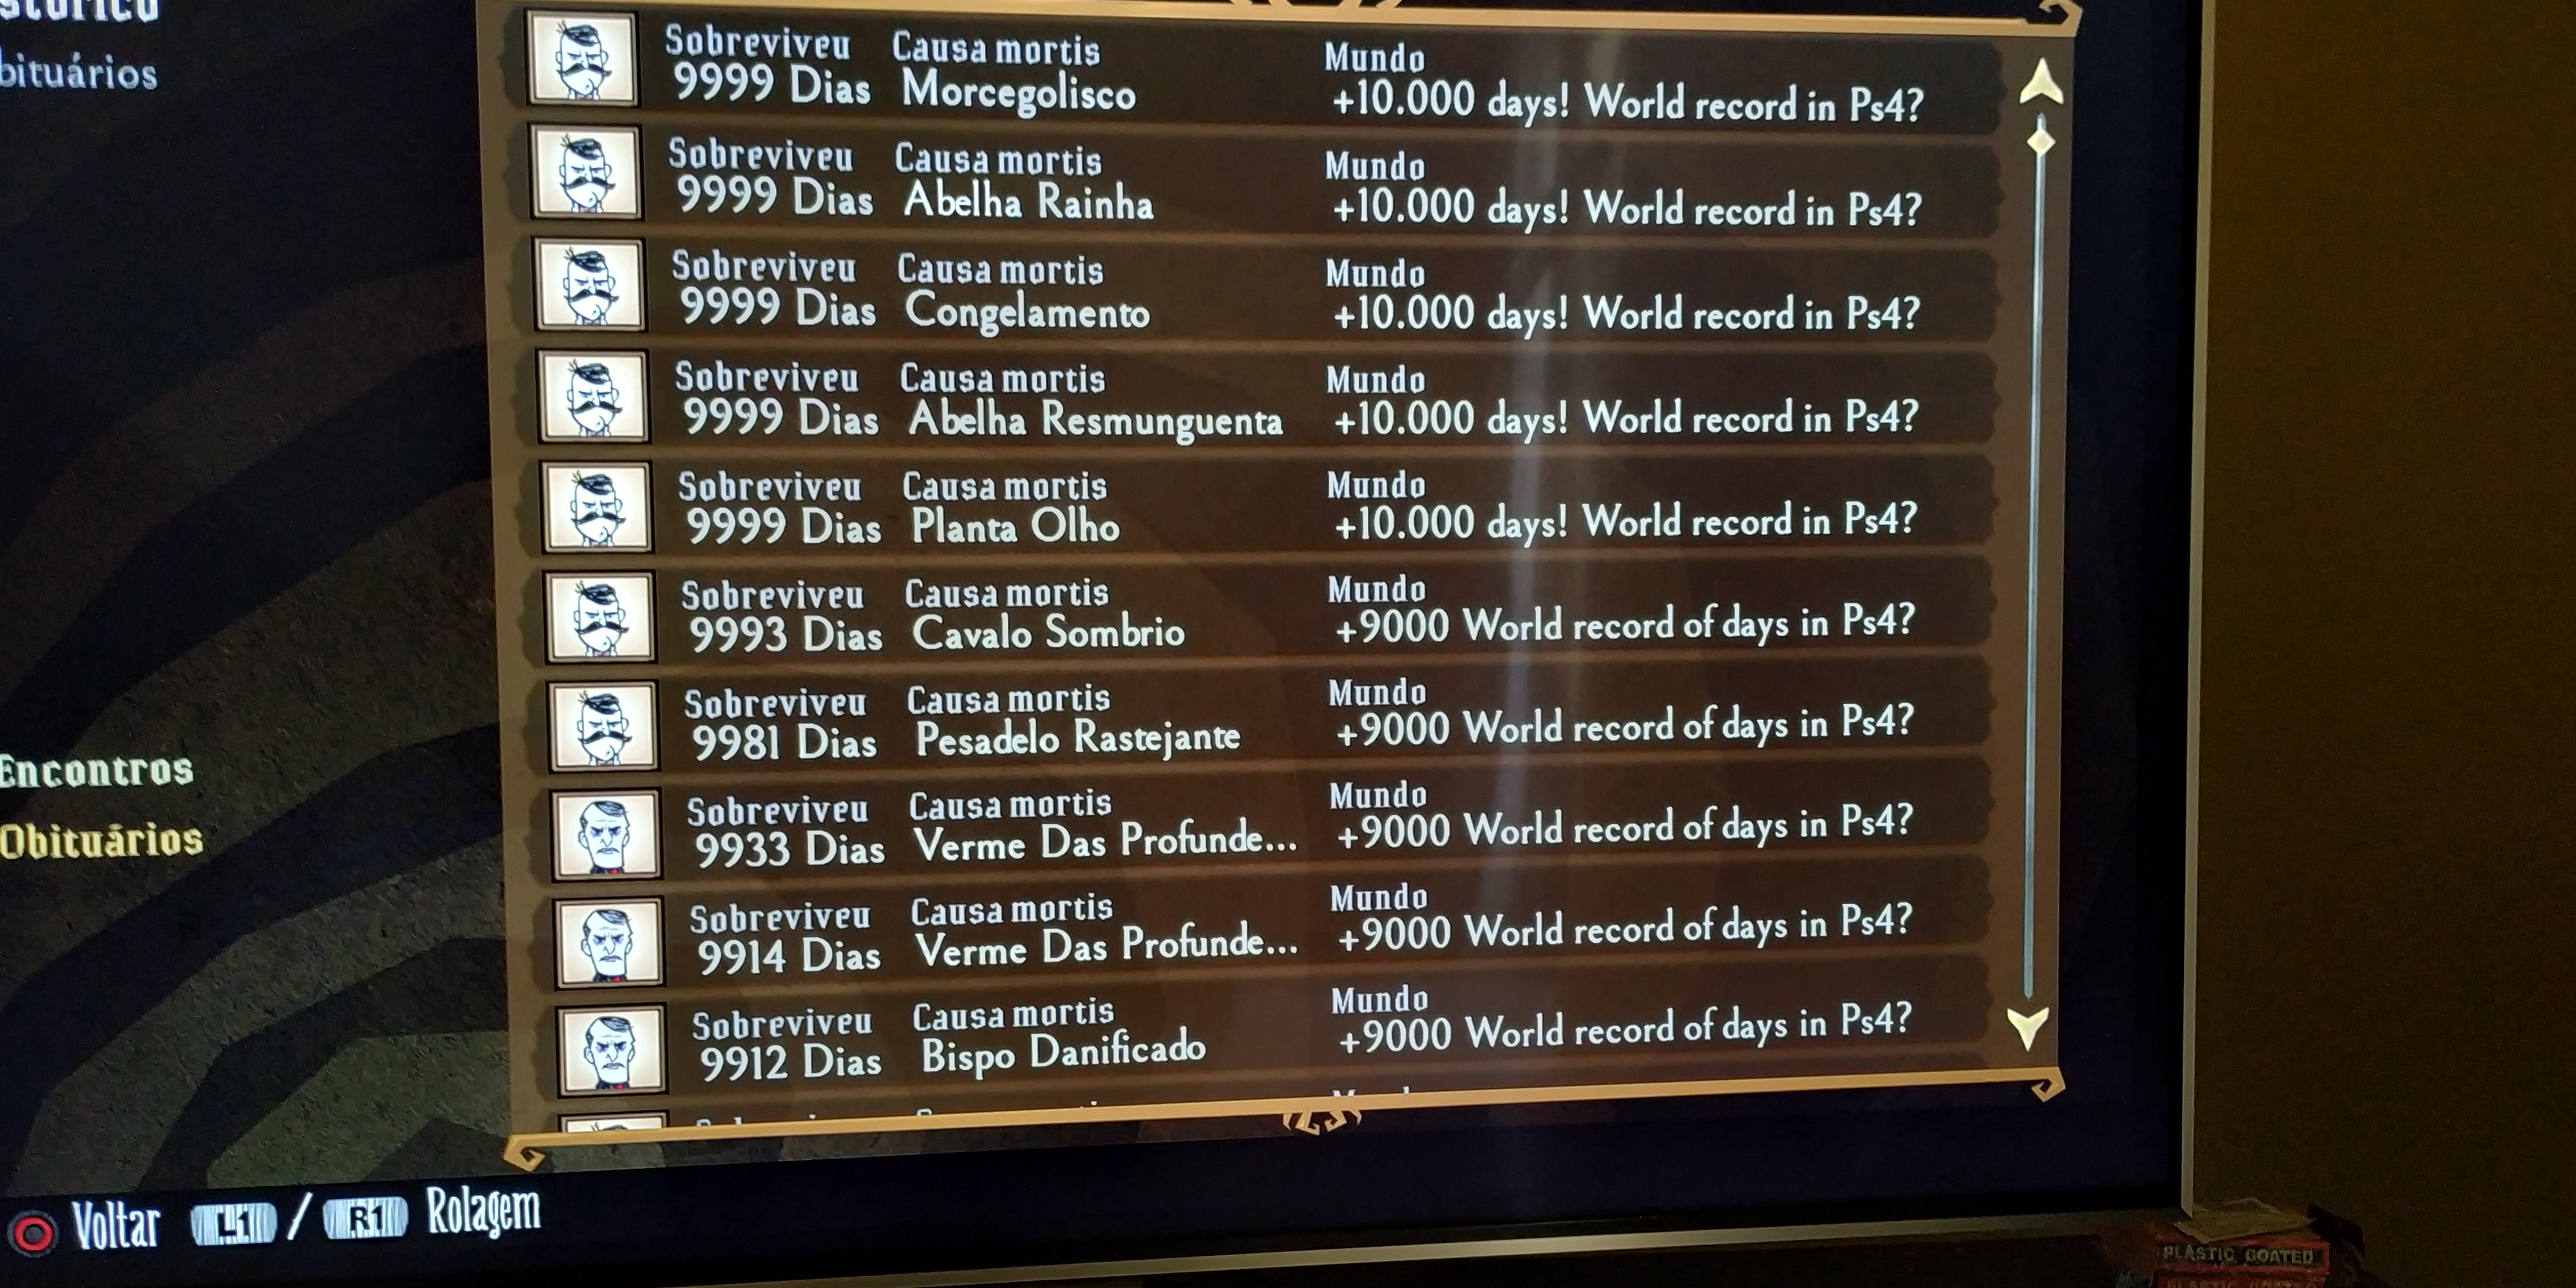 bituários
Sobreviveu Causa mortis Mundo
9999 Dias Morcegolisco +10.000 days! World record in Ps4?
Sobreviveu Causa mortis Mundo
9999 Dias Abelha Rainha +10.000 days! World record in Ps4?
Sobreviveu Causa mortis Mundo
9999 Dias Congelamento +10.000 days! World record in Ps4?
Sobreviveu Causa mortis Mundo
9999 Dias Abelha Resmunguenta +10.000 days! World record in Ps4?
Sobreviveu Causa mortis Mundo
9999 Dias Planta Olho +10.000 days! World record in Ps4?
Sobreviveu Causa mortis Mundo
9993 Dias Cavalo Sombrio +9000 World record of days in Ps4?
Sobreviveu Causa mortis Mundo
9981 Dias Pesadelo Rastejante +9000 World record of days in Ps4?
Sobreviveu Causa mortis Mundo
9933 Dias Verme Das Profunde... +9000 World record of days in Ps4?
Sobreviveu Causa mortis Mundo
9914 Dias Verme Das Profunde... +9000 World record of days in Ps4?
Sobreviveu Causa mortis Mundo
9912 Dias Bispo Danificado +9000 World record of days in Ps4?
Encontros
Obituários
Voltar L1 / R1 Rolagem
PLASTIC COATED